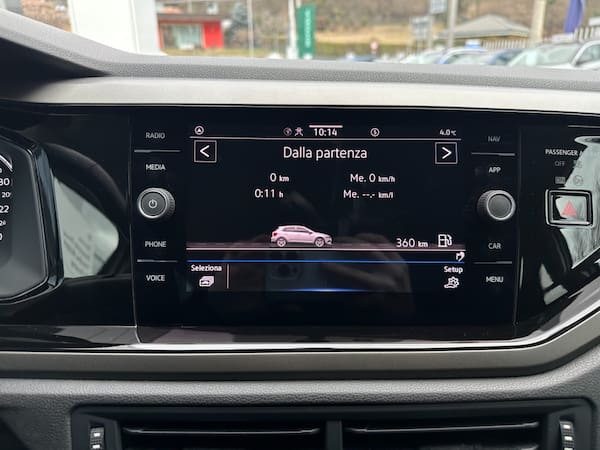 RADIO
MEDIA
PHONE
VOICE
10:14
4.0°C
Dalla partenza
0 km
Me. 0 km/h
0:11 h
Me. --.- km/l
360 km
Seleziona
Setup
NAV
APP
CAR
MENU
PASSENGER
OFF